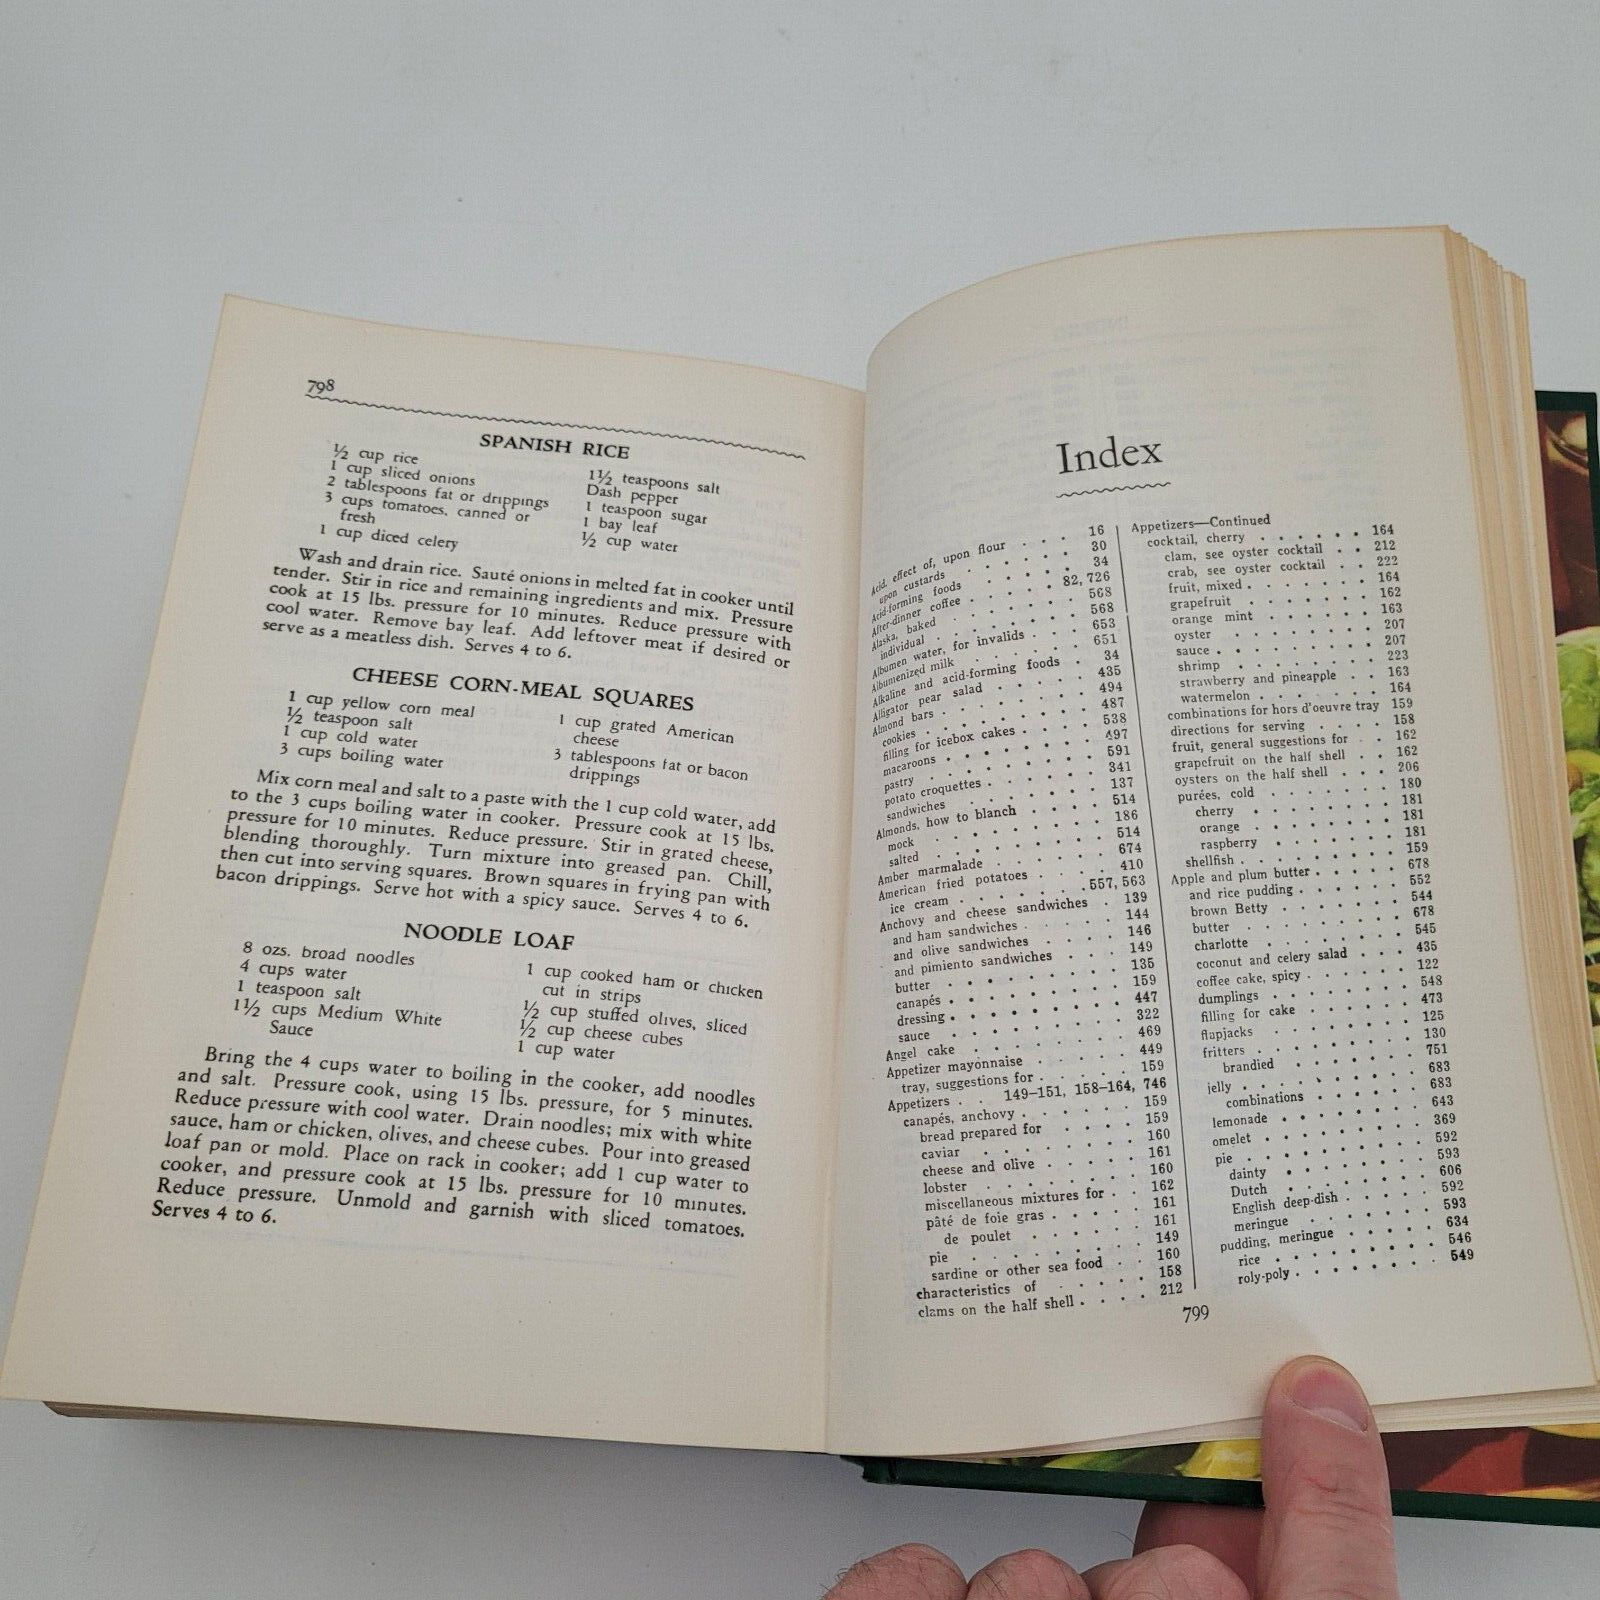 798
SPANISH RICE
½ cup rice
1 cup sliced onions
2 tablespoons fat or drippings
3 cups tomatoes, canned or
fresh
1 cup diced celery
1½ teaspoons salt
Dash pepper
1 teaspoon sugar
1 bay leaf
½ cup water
Wash and drain rice. Sauté onions in melted fat in cooker until
tender. Stir in rice and remaining ingredients and mix. Pressure
cook at 15 lbs. pressure for 10 minutes. Reduce pressure with
cool water. Remove bay leaf. Add leftover meat if desired or
serve as a meatless dish. Serves 4 to 6.
CHEESE CORN-MEAL SQUARES
1 cup yellow corn meal
½ teaspoon salt
1 cup cold water
3 cups boiling water
1 cup grated American
cheese
3 tablespoons fat or bacon
drippings
Mix corn meal and salt to a paste with the 1 cup cold water, add
to the 3 cups boiling water in cooker. Pressure cook at 15 lbs.
pressure for 10 minutes. Reduce pressure. Stir in grated cheese,
blending thoroughly. Turn mixture into greased pan. Chill,
then cut into serving squares. Brown squares in frying pan with
bacon drippings. Serve hot with a spicy sauce. Serves 4 to 6.
NOODLE LOAF
8 ozs. broad noodles
4 cups water
1 teaspoon salt
1½ cups Medium White
Sauce
1 cup cooked ham or chicken
cut in strips
½ cup stuffed olives, sliced
½ cup cheese cubes
1 cup water
Bring the 4 cups water to boiling in the cooker, add noodles
and salt. Pressure cook, using 15 lbs. pressure, for 5 minutes.
Reduce pressure with cool water. Drain noodles; mix with white
sauce, ham or chicken, olives, and cheese cubes. Pour into greased
loaf pan or mold. Place on rack in cooker; add 1 cup water to
cooker, and pressure cook at 15 lbs. pressure for 10 minutes.
Reduce pressure. Unmold and garnish with sliced tomatoes.
Serves 4 to 6.
Index
Acid, effect of, upon flour . . . 16
upon custards . . . . . 30
Acid-forming foods . . . . . 34
After-dinner coffee . . . . 82, 726
Alaska, baked . . . . . . 568
individual . . . . . . . 568
Albumen water, for invalids . . . 653
Albumenized milk . . . . . . 651
Alkaline and acid-forming foods . 34
Alligator pear salad . . . . . 435
Almond bars . . . . . . . 494
cookies . . . . . . . . 487
filling for icebox cakes . . . . 538
macaroons . . . . . . . 497
pastry . . . . . . . . 591
potato croquettes . . . . . . 341
sandwiches . . . . . . . 137
Almonds, how to blanch . . . . 514
mock . . . . . . . . 186
salted . . . . . . . . 514
Amber marmalade . . . . . . 674
American fried potatoes . . . . 410
ice cream . . . . . . 557, 563
Anchovy and cheese sandwiches . 139
and ham sandwiches . . . . . 144
and olive sandwiches . . . . 146
and pimiento sandwiches . . . 149
butter . . . . . . . . 135
canapés . . . . . . . . 159
dressing . . . . . . . . 447
sauce . . . . . . . . 322
Angel cake . . . . . . . . 469
Appetizer mayonnaise . . . . . 449
tray, suggestions for . . . . . 159
Appetizers . . 149–151, 158–164, 746
canapés, anchovy . . . . . . 159
bread prepared for . . . . 159
caviar . . . . . . . . 160
cheese and olive . . . . . 161
lobster . . . . . . . . 160
miscellaneous mixtures for . . 162
pâté de foie gras . . . . . 161
de poulet . . . . . . 161
pie . . . . . . . . . 149
sardine or other sea food . . 160
characteristics of . . . . . 158
clams on the half shell . . . . 212
Appetizers—Continued
cocktail, cherry . . . . . . 164
clam, see oyster cocktail . . 212
crab, see oyster cocktail . . 222
fruit, mixed . . . . . . . 164
grapefruit . . . . . . . 162
orange mint . . . . . . 163
oyster . . . . . . . . 207
sauce . . . . . . . . 207
shrimp . . . . . . . . 223
strawberry and pineapple . . 163
watermelon . . . . . . . 164
combinations for hors d'oeuvre tray 159
directions for serving . . . . 158
fruit, general suggestions for . . 162
grapefruit on the half shell . . 162
oysters on the half shell . . . 206
purées, cold . . . . . . . 180
cherry . . . . . . . . 181
orange . . . . . . . . 181
raspberry . . . . . . . 181
shellfish . . . . . . . . 159
Apple and plum butter . . . . . 678
and rice pudding . . . . . . 552
brown Betty . . . . . . . 544
butter . . . . . . . . . 678
charlotte . . . . . . . . 545
coconut and celery salad . . . 435
coffee cake, spicy . . . . . . 122
dumplings . . . . . . . . 548
filling for cake . . . . . . 473
flapjacks . . . . . . . . 125
fritters . . . . . . . . . 130
brandied . . . . . . . 751
jelly . . . . . . . . . 683
combinations . . . . . . 683
lemonade . . . . . . . . 643
omelet . . . . . . . . . 369
pie . . . . . . . . . . 592
dainty . . . . . . . . 593
Dutch . . . . . . . . 606
English deep-dish . . . . . 592
meringue . . . . . . . 593
pudding, meringue . . . . . 634
rice . . . . . . . . . 546
roly-poly . . . . . . . . 549
799